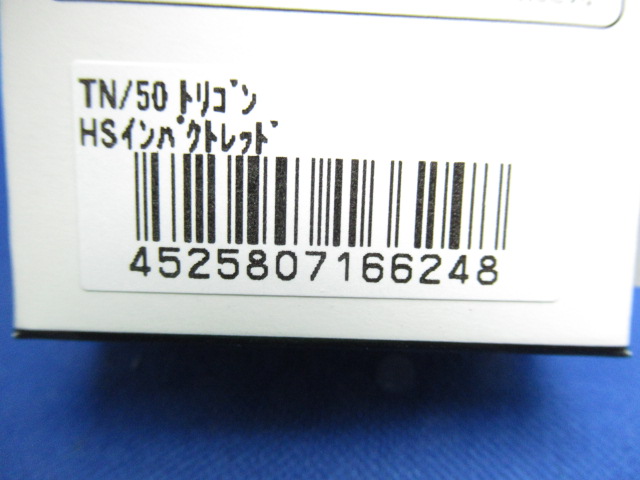 TN/50 ﾄﾘｺﾞﾝ
HSｲﾝﾊﾟｸﾄﾚｯﾄﾞ
4525807166248